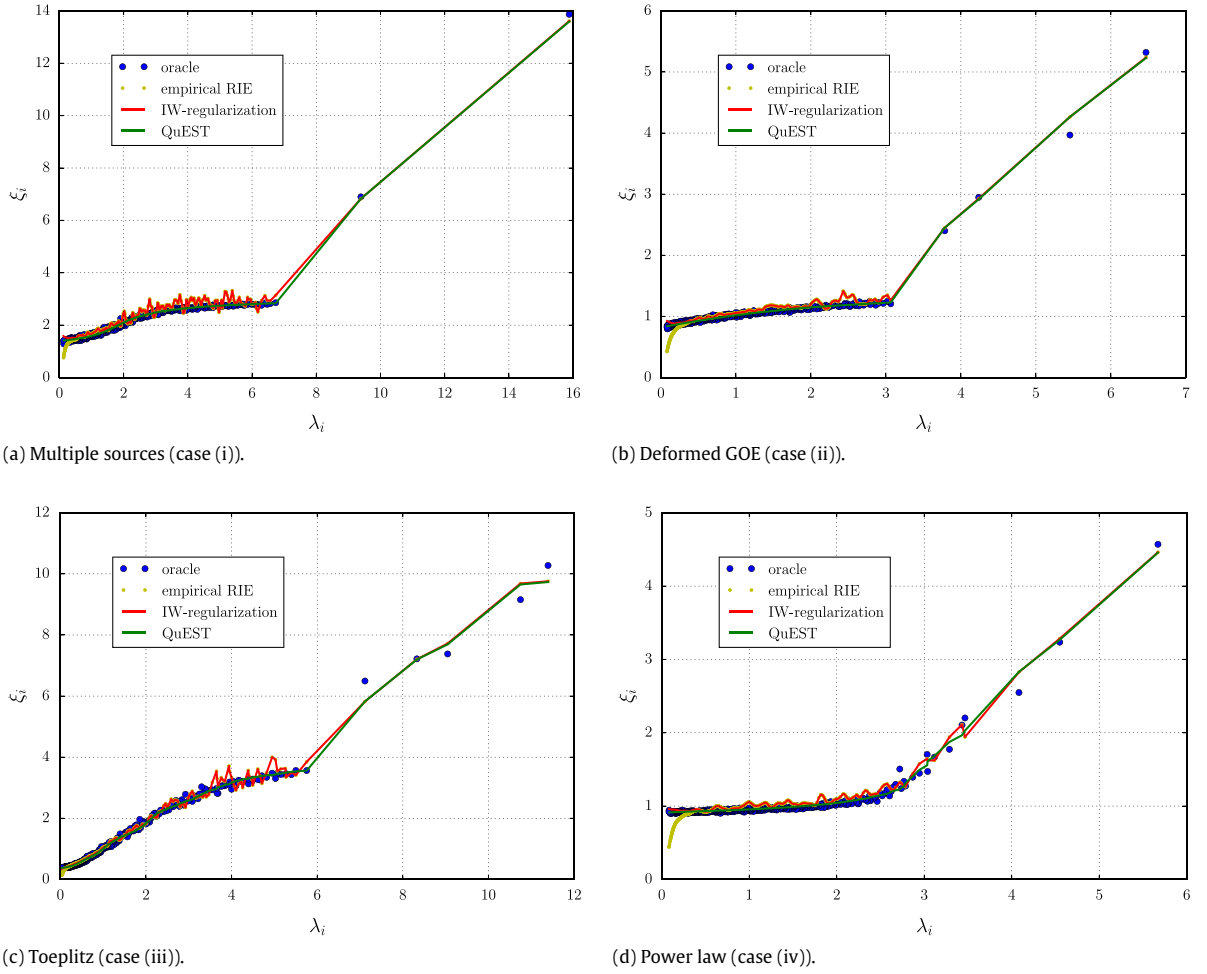 14
12
10
8
6
4
2
0
oracle
empirical RIE
IW-regularization
QuEST
ξi
0 2 4 6 8 10 12 14 16
λi
(a) Multiple sources (case (i)).
6
5
4
3
2
1
0
oracle
empirical RIE
IW-regularization
QuEST
ξi
0 1 2 3 4 5 6 7
λi
(b) Deformed GOE (case (ii)).
12
10
8
6
4
2
0
oracle
empirical RIE
IW-regularization
QuEST
ξi
0 2 4 6 8 10 12
λi
(c) Toeplitz (case (iii)).
5
4
3
2
1
0
oracle
empirical RIE
IW-regularization
QuEST
ξi
0 1 2 3 4 5 6
λi
(d) Power law (case (iv)).